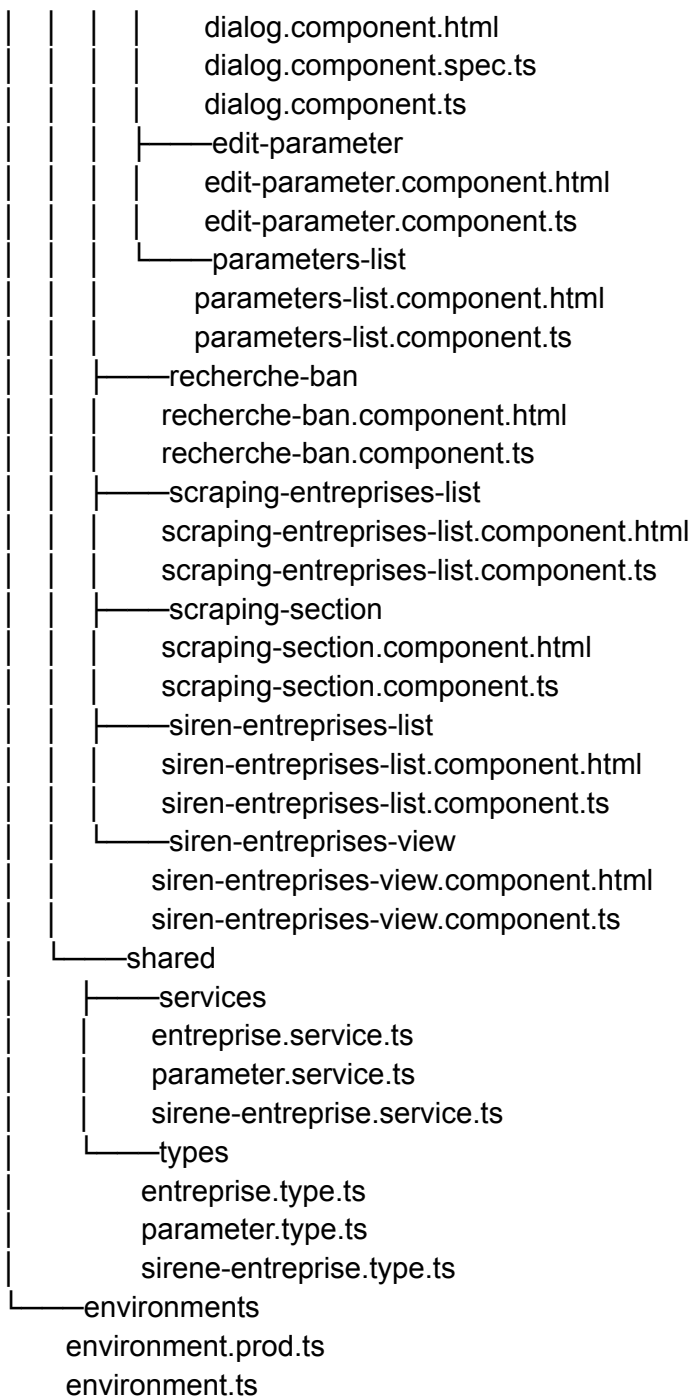 │   │   │   │       dialog.component.html
│   │   │   │       dialog.component.spec.ts
│   │   │   │       dialog.component.ts
│   │   │   ├────edit-parameter
│   │   │   │       edit-parameter.component.html
│   │   │   │       edit-parameter.component.ts
│   │   │   └────parameters-list
│   │   │           parameters-list.component.html
│   │   │           parameters-list.component.ts
│   │   ├────recherche-ban
│   │   │       recherche-ban.component.html
│   │   │       recherche-ban.component.ts
│   │   ├────scraping-entreprises-list
│   │   │       scraping-entreprises-list.component.html
│   │   │       scraping-entreprises-list.component.ts
│   │   ├────scraping-section
│   │   │       scraping-section.component.html
│   │   │       scraping-section.component.ts
│   │   ├────siren-entreprises-list
│   │   │       siren-entreprises-list.component.html
│   │   │       siren-entreprises-list.component.ts
│   │   └────siren-entreprises-view
│   │           siren-entreprises-view.component.html
│   │           siren-entreprises-view.component.ts
│   └────shared
│       ├────services
│       │       entreprise.service.ts
│       │       parameter.service.ts
│       │       sirene-entreprise.service.ts
│       └────types
│               entreprise.type.ts
│               parameter.type.ts
│               sirene-entreprise.type.ts
└────environments
        environment.prod.ts
        environment.ts